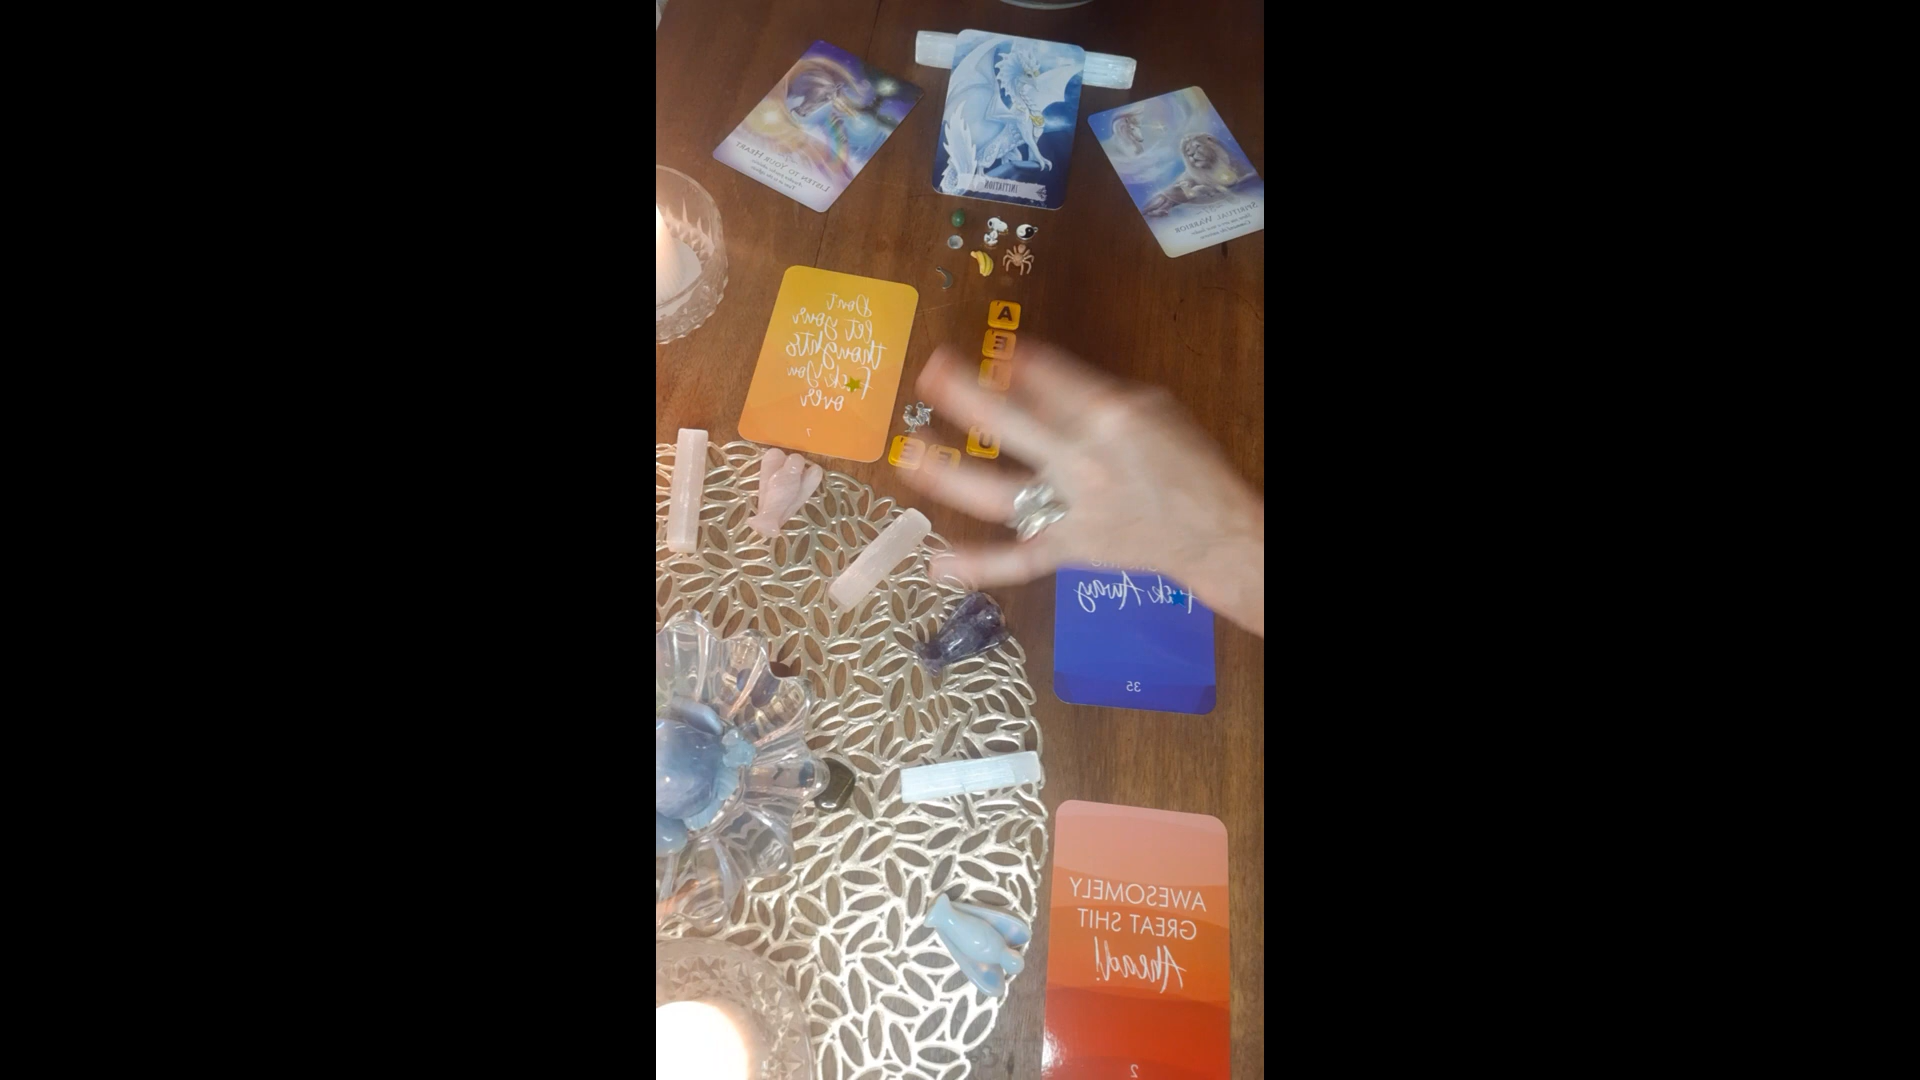 LISTEN TO YOUR HEART
INITIATION
SPIRITUAL WARRIOR
Don't
let your
thoughts
F★ck You
over
7
A
E
I
U
E
E
F★ck Away
35
AWESOMELY
GREAT SHIT
Ahead!
2